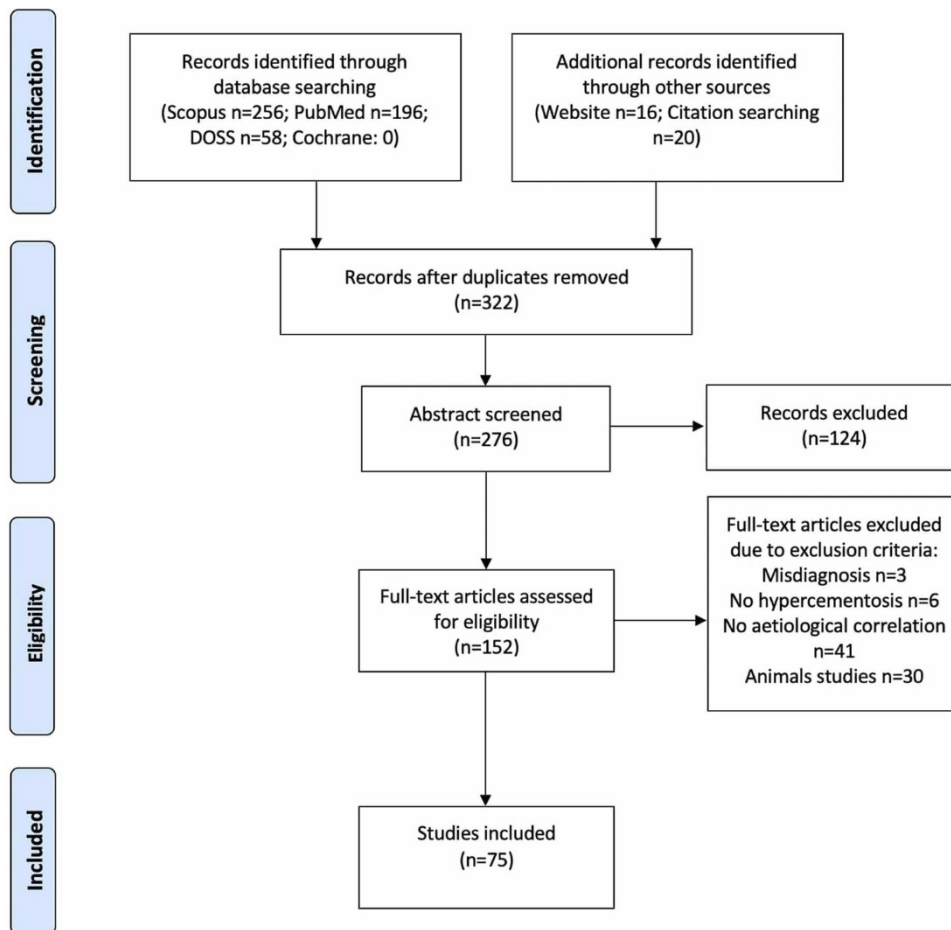 Identification
Records identified through
database searching
(Scopus n=256; PubMed n=196;
DOSS n=58; Cochrane: 0)
Additional records identified
through other sources
(Website n=16; Citation searching
n=20)
Screening
Records after duplicates removed
(n=322)
Abstract screened
(n=276)
Records excluded
(n=124)
Eligibility
Full-text articles assessed
for eligibility
(n=152)
Full-text articles excluded
due to exclusion criteria:
Misdiagnosis n=3
No hypercementosis n=6
No aetiological correlation
n=41
Animals studies n=30
Included
Studies included
(n=75)